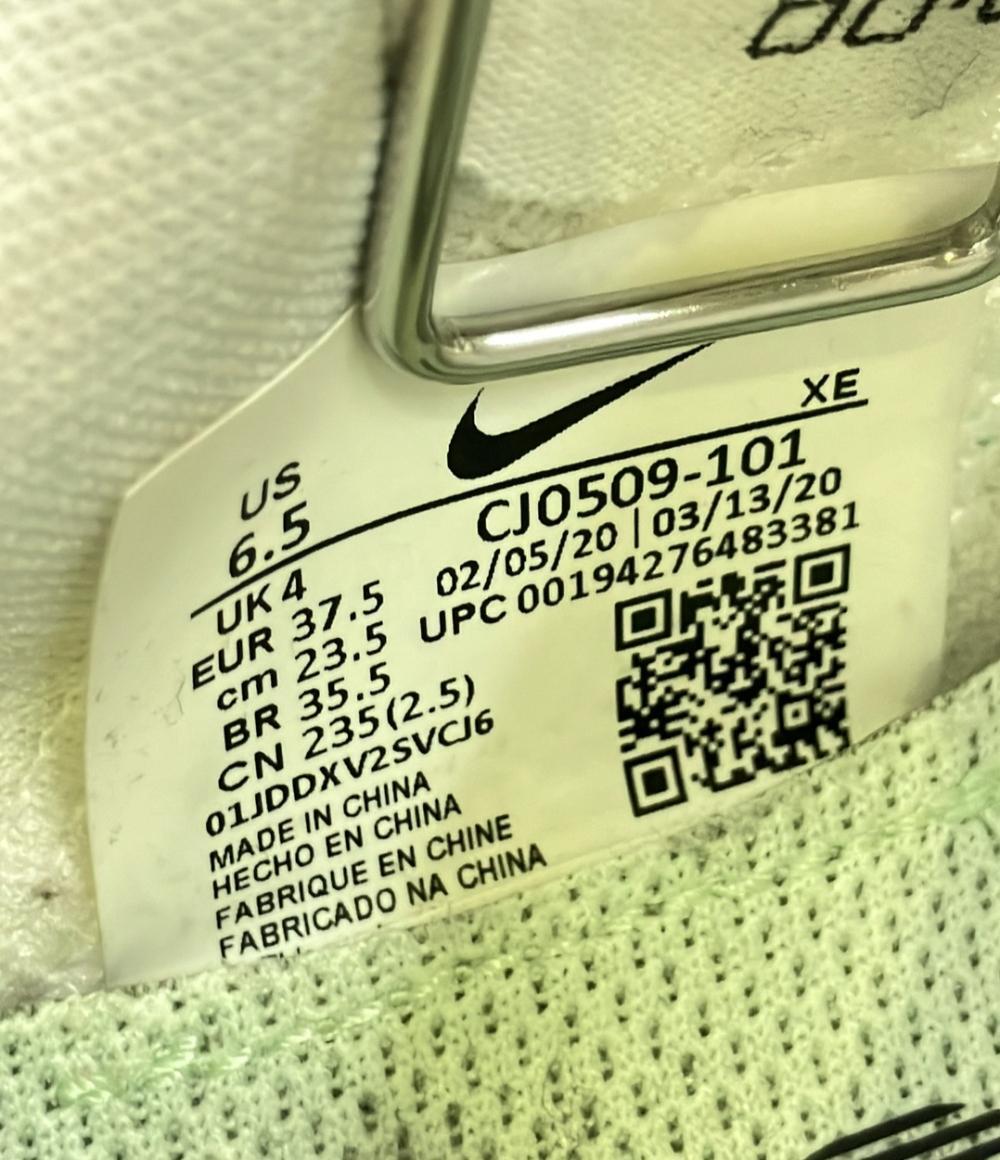 XE
US
6.5
CJ0509-101
UK 4
02/05/20 | 03/13/20
EUR 37.5
UPC 00194276483381
cm 23.5
BR 35.5
CN 235(2.5)
01JDDXV2SVCJ6
MADE IN CHINA
HECHO EN CHINA
FABRIQUE EN CHINE
FABRICADO NA CHINA